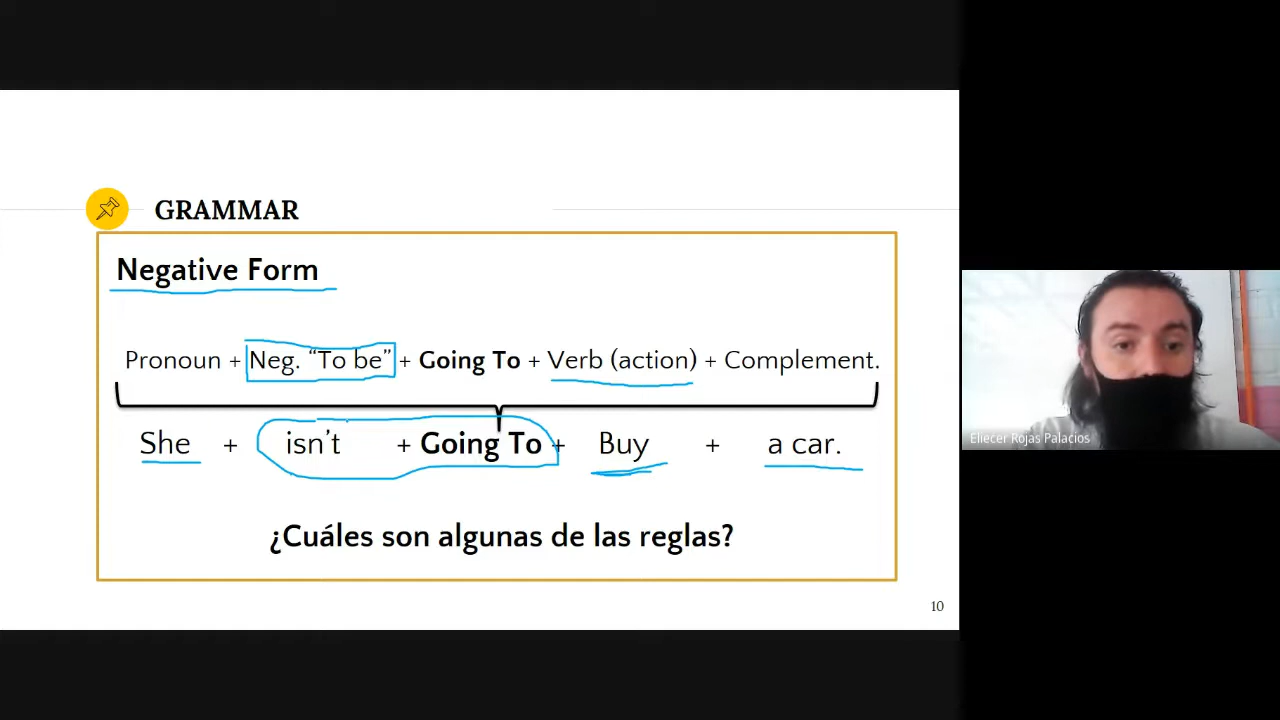 GRAMMAR
Negative Form
Pronoun + Neg. “To be” + Going To + Verb (action) + Complement.
She + isn’t + Going To + Buy + a car.
¿Cuáles son algunas de las reglas?
10
Eliecer Rojas Palacios